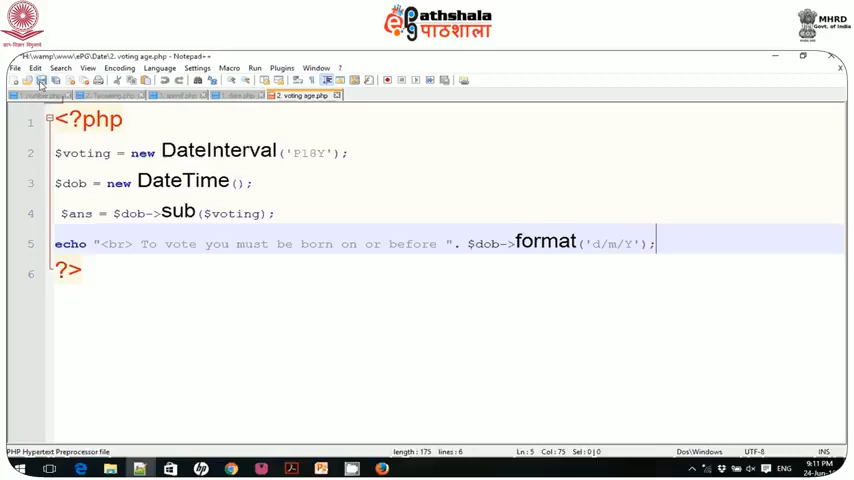 Pathshala
पाठशाला
MHRD
Govt. of India
H:\wamp\www\ePG\Date\2. voting age.php - Notepad++
File Edit Search View Encoding Language Settings Macro Run Plugins Window ?
2. voting age.php
1 <?php
2 $voting = new DateInterval('P18Y');
3 $dob = new DateTime();
4 $ans = $dob->sub($voting);
5 echo "<br> To vote you must be born on or before ". $dob->format('d/m/Y');
6 ?>
PHP Hypertext Preprocessor file length : 175 lines : 6 Ln : 5 Col : 75 Sel : 0 | 0 Dos\Windows UTF-8 INS
ENG 9:11 PM